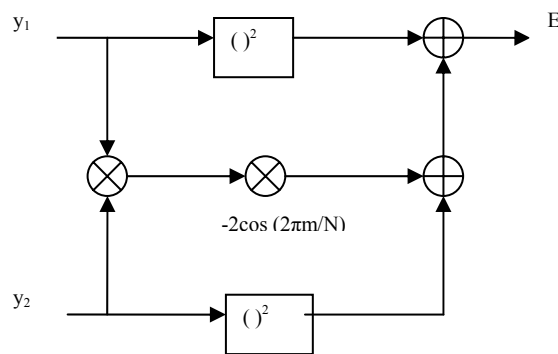 y₁
( )²
E
-2cos (2πm/N)
y₂
( )²